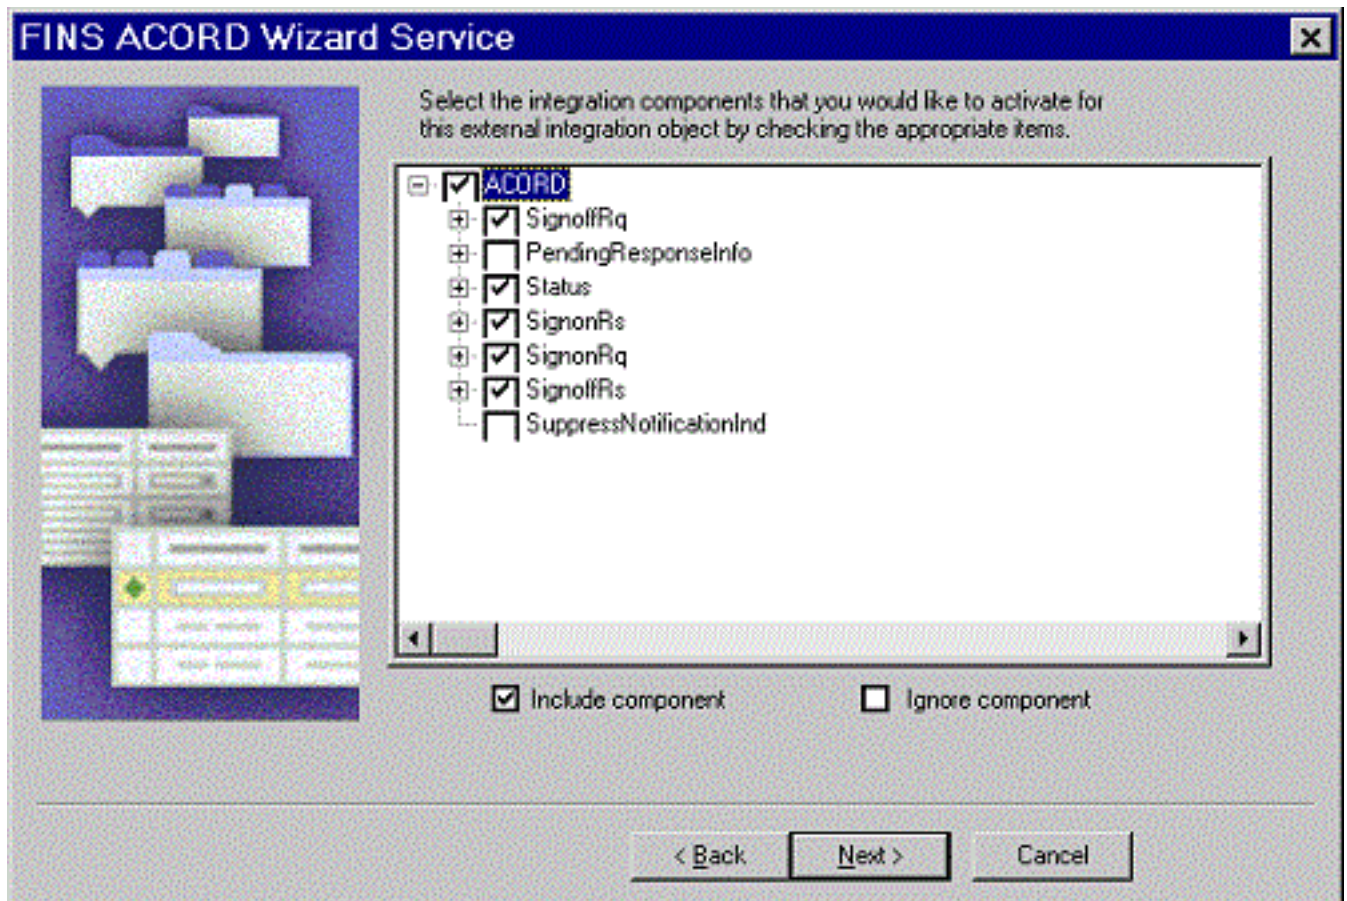 FINS ACORD Wizard Service
Select the integration components that you would like to activate for
this external integration object by checking the appropriate items.
ACORD
SignoffRq
PendingResponseInfo
Status
SignonRs
SignonRq
SignoffRs
SuppressNotificationInd
Include component
Ignore component
< Back
Next >
Cancel